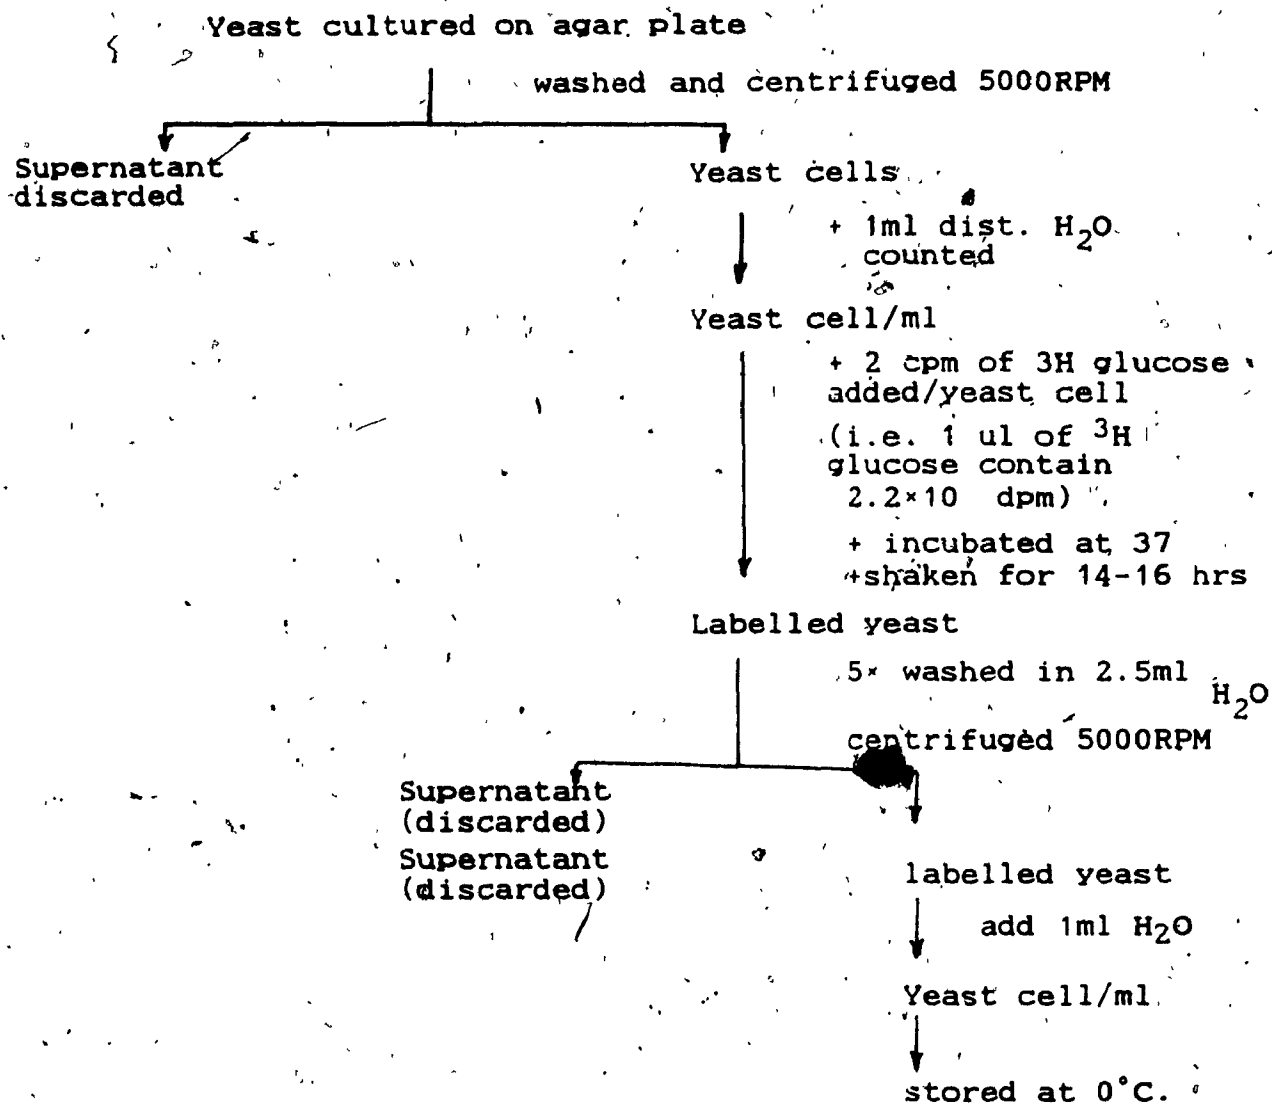 Yeast cultured on agar plate
washed and centrifuged 5000RPM
Supernatant
discarded
Yeast cells
+ 1ml dist. H₂O
counted
Yeast cell/ml
+ 2 cpm of 3H glucose
added/yeast cell
(i.e. 1 ul of ³H
glucose contain
2.2×10 dpm)
+ incubated at 37
+shaken for 14-16 hrs
Labelled yeast
5× washed in 2.5ml H₂O
centrifuged 5000RPM
Supernatant
(discarded)
Supernatant
(discarded)
labelled yeast
add 1ml H₂O
Yeast cell/ml
stored at 0°C.